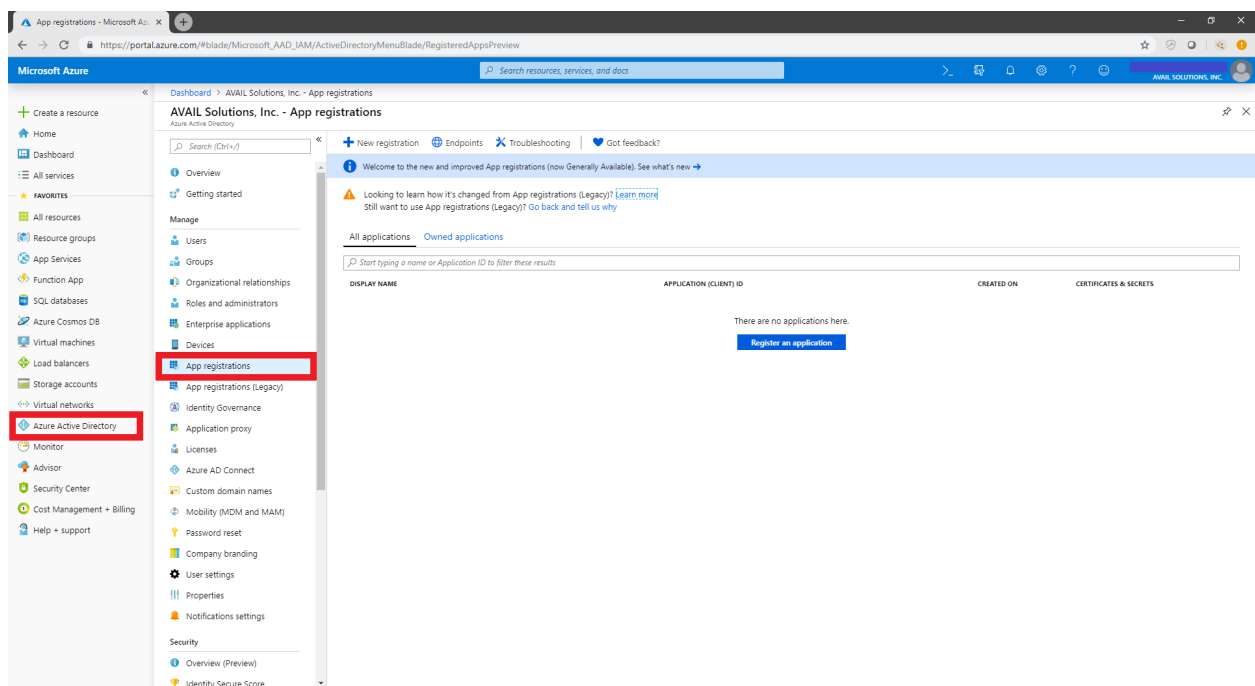 App registrations - Microsoft Azu
https://portal.azure.com/#blade/Microsoft_AAD_IAM/ActiveDirectoryMenuBlade/RegisteredAppsPreview
Microsoft Azure
Search resources, services, and docs
AVAIL SOLUTIONS, INC.
Create a resource
Home
Dashboard
All services
FAVORITES
All resources
Resource groups
App Services
Function App
SQL databases
Azure Cosmos DB
Virtual machines
Load balancers
Storage accounts
Virtual networks
Azure Active Directory
Monitor
Advisor
Security Center
Cost Management + Billing
Help + support
Dashboard > AVAIL Solutions, Inc. - App registrations
AVAIL Solutions, Inc. - App registrations
Azure Active Directory
Search (Ctrl+/)
Overview
Getting started
Manage
Users
Groups
Organizational relationships
Roles and administrators
Enterprise applications
Devices
App registrations
App registrations (Legacy)
Identity Governance
Application proxy
Licenses
Azure AD Connect
Custom domain names
Mobility (MDM and MAM)
Password reset
Company branding
User settings
Properties
Notifications settings
Security
Overview (Preview)
Identity Secure Score
New registration Endpoints Troubleshooting Got feedback?
Welcome to the new and improved App registrations (now Generally Available). See what's new →
Looking to learn how it's changed from App registrations (Legacy)? Learn more
Still want to use App registrations (Legacy)? Go back and tell us why
All applications Owned applications
Start typing a name or Application ID to filter these results
DISPLAY NAME APPLICATION (CLIENT) ID CREATED ON CERTIFICATES & SECRETS
There are no applications here.
Register an application